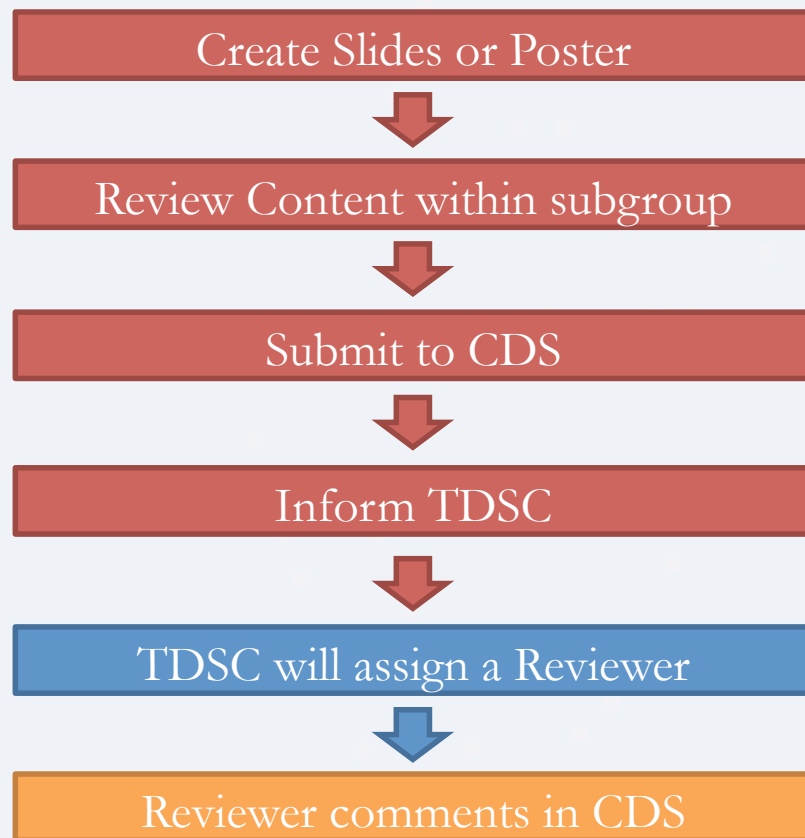 Create Slides or Poster
Review Content within subgroup
Submit to CDS
Inform TDSC
TDSC will assign a Reviewer
Reviewer comments in CDS